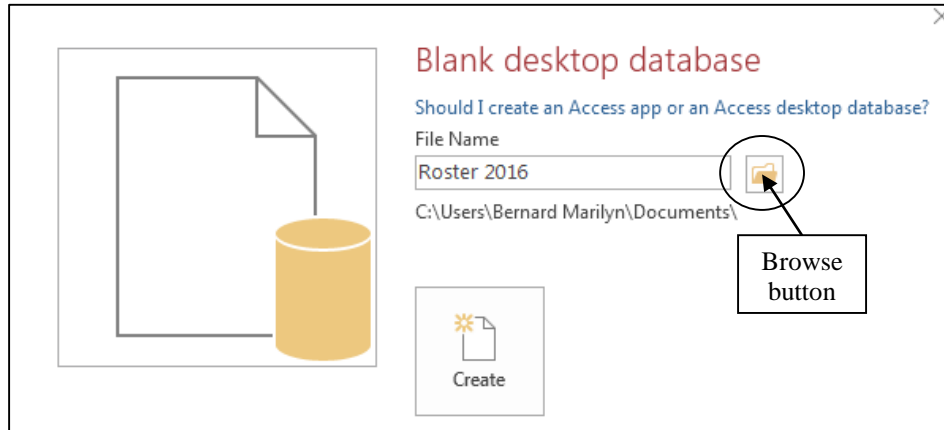 Blank desktop database
Should I create an Access app or an Access desktop database?
File Name
Roster 2016
C:\Users\Bernard Marilyn\Documents\
Browse
button
Create